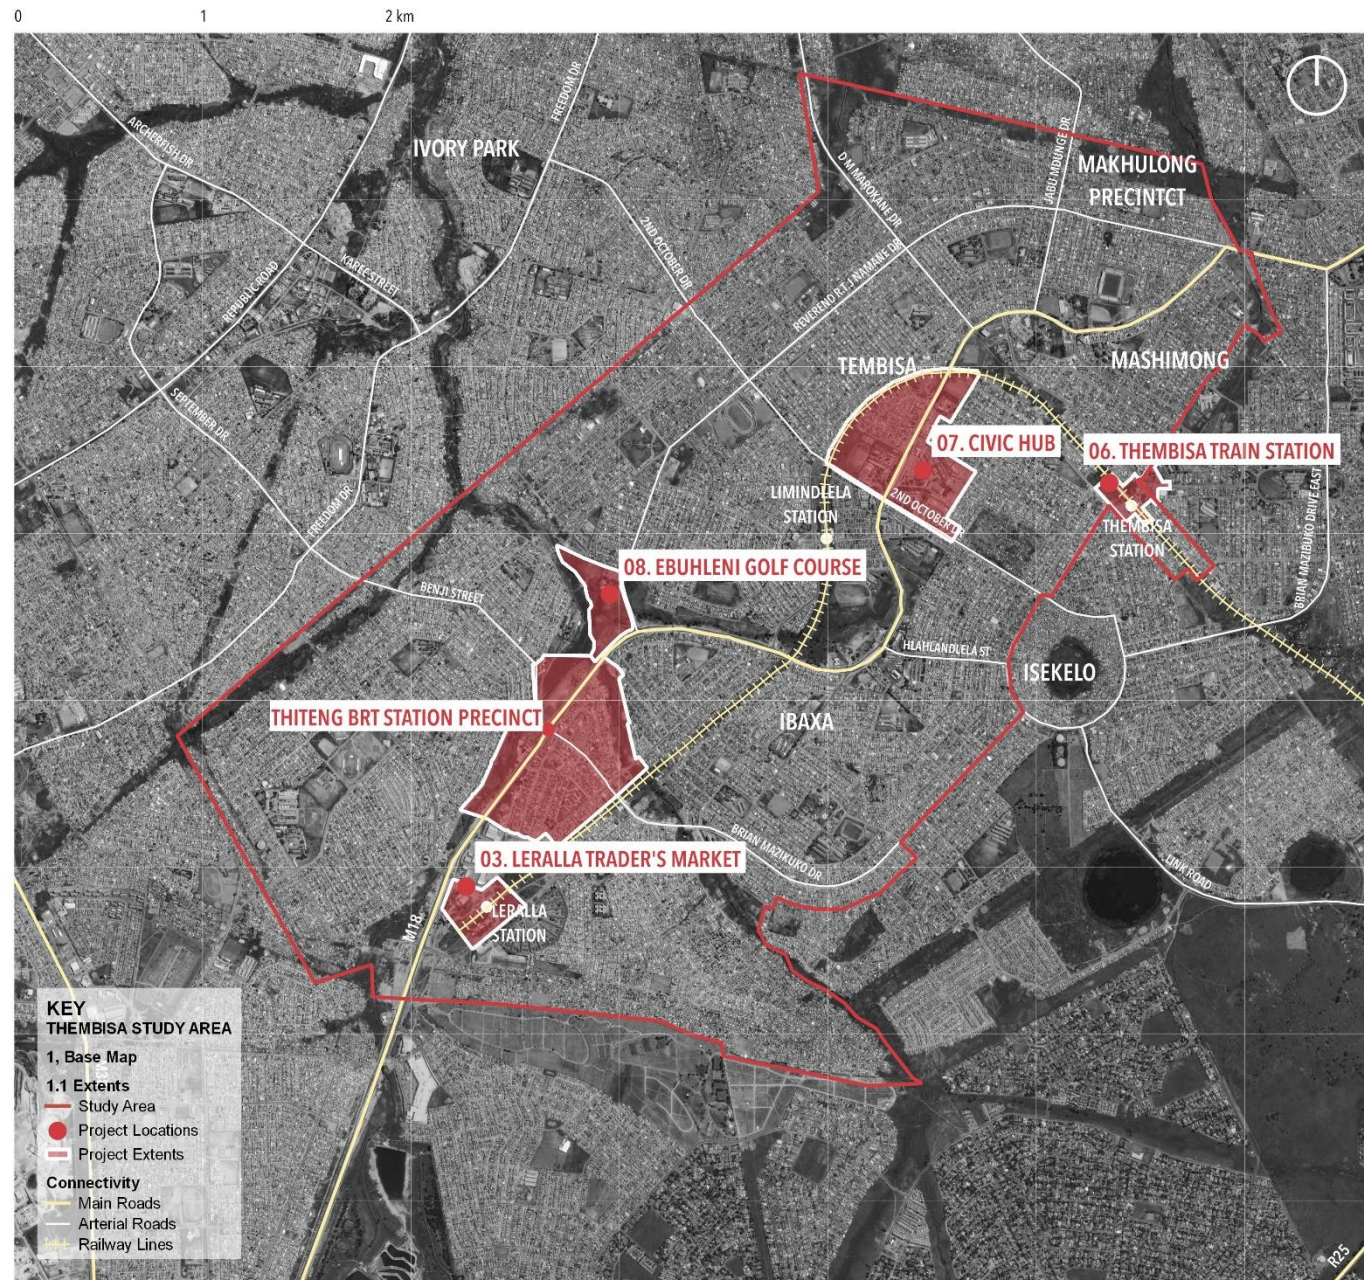 0 1 2 km
ARCHERFISH DR
IVORY PARK
FREEDOM DR
D M MAROKANE DR
JABU MDUNGE DR
MAKHULONG
PRECINTCT
2ND OCTOBER DR
REVEREND R.T.J NAMANE DR
KAREE STREET
REPUBLIC ROAD
SEPTEMBER DR
TEMBISA
MASHIMONG
07. CIVIC HUB
06. THEMBISA TRAIN STATION
LIMINDLELA
STATION
2ND OCTOBER DR
THEMBISA
STATION
BRIAN MAZIBUKO DRIVE EAST
FREEDOM DR
08. EBUHLENI GOLF COURSE
BENJI STREET
HLAHLANDLELA ST
ISEKELO
THITENG BRT STATION PRECINCT
IBAXA
03. LERALLA TRADER'S MARKET
BRIAN MAZIKUKO DR
LINK ROAD
M18
LERALLA
STATION
KEY
THEMBISA STUDY AREA
1, Base Map
1.1 Extents
Study Area
Project Locations
Project Extents
Connectivity
Main Roads
Arterial Roads
Railway Lines
R25